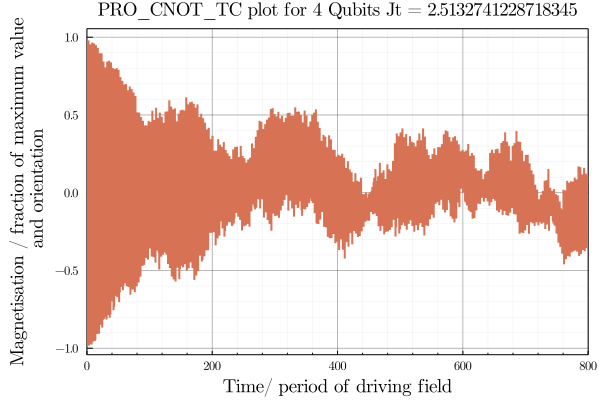 PRO_CNOT_TC plot for 4 Qubits Jt = 2.5132741228718345
Magnetisation / fraction of maximum value
and orientation
1.0
0.5
0.0
−0.5
−1.0
0 200 400 600 800
Time/ period of driving field